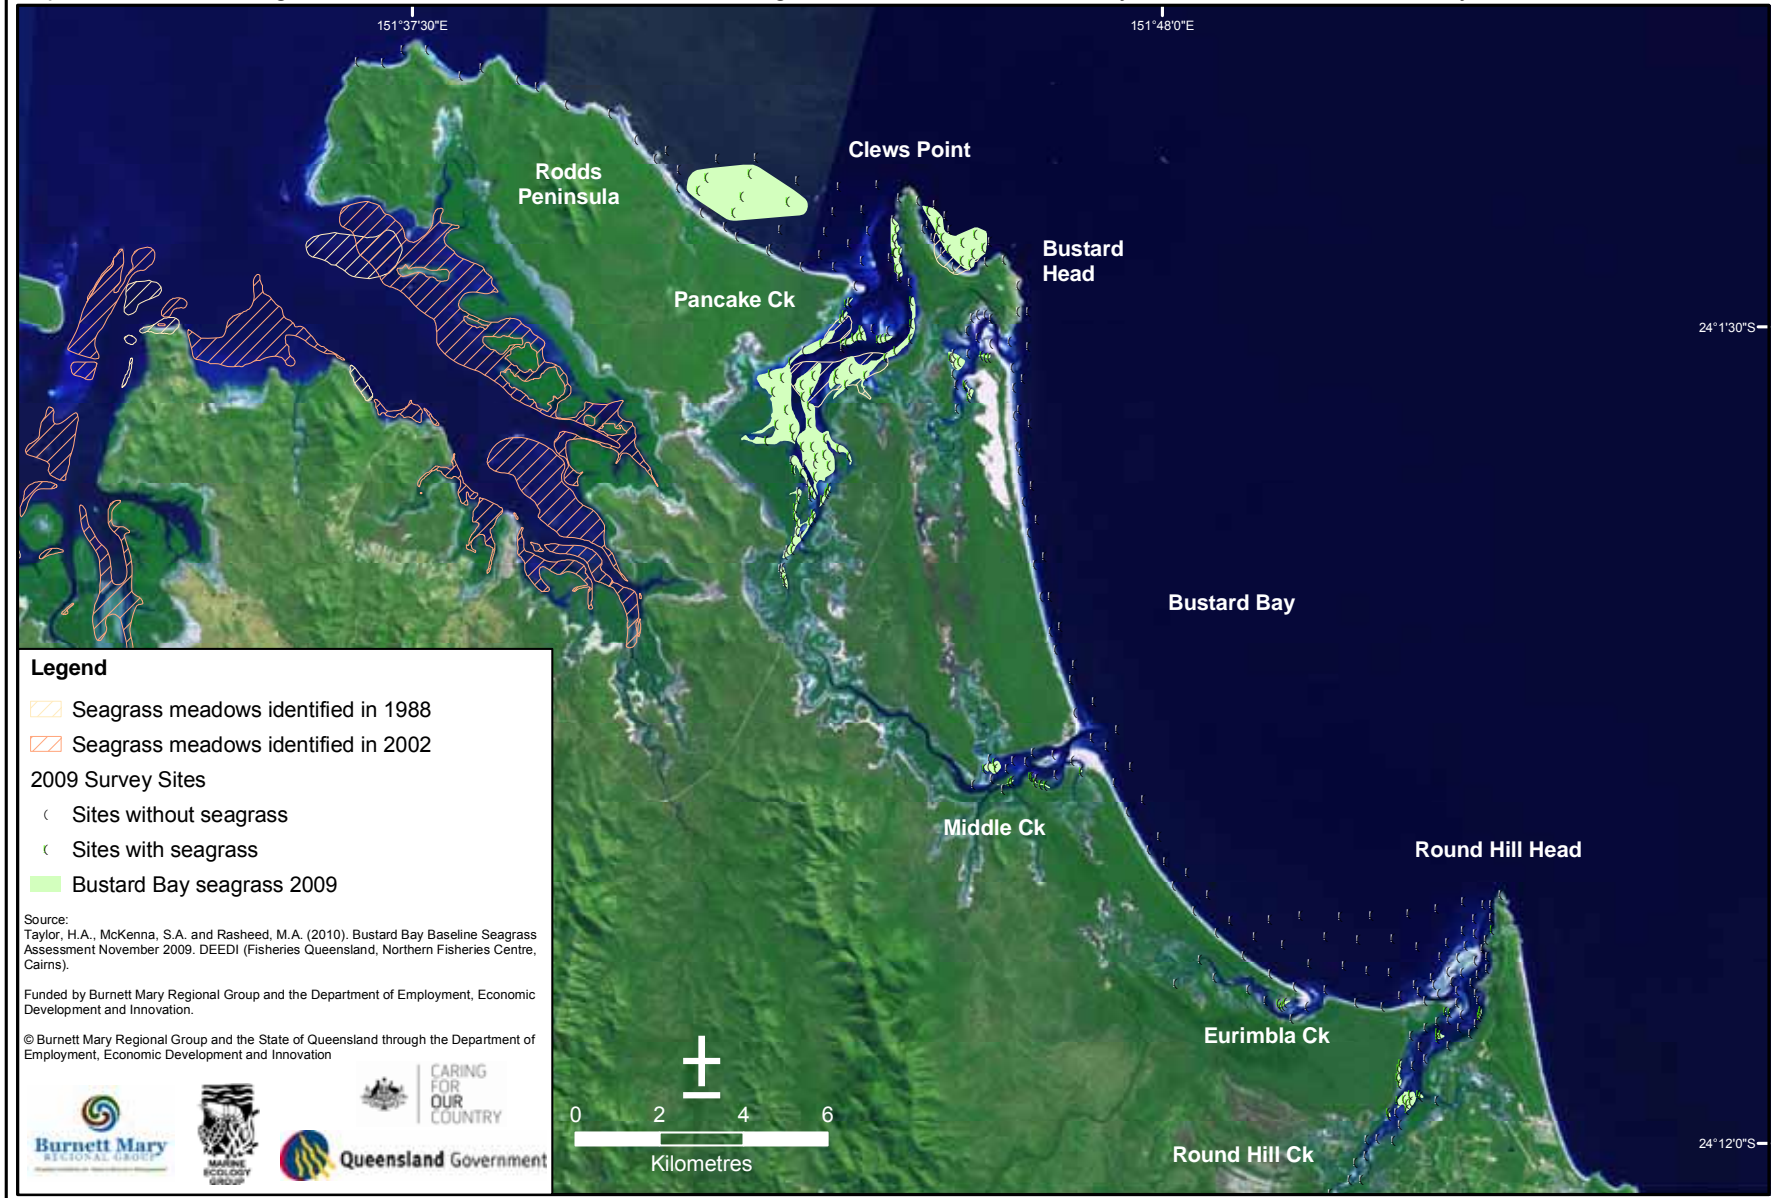 151°37'30"E
151°48'0"E
Clews Point
Rodds
Peninsula
Bustard
Head
Pancake Ck
24°1'30"S
Bustard Bay
Middle Ck
Round Hill Head
Eurimbla Ck
24°12'0"S
Round Hill Ck
Legend
Seagrass meadows identified in 1988
Seagrass meadows identified in 2002
2009 Survey Sites
Sites without seagrass
Sites with seagrass
Bustard Bay seagrass 2009
Source:
Taylor, H.A., McKenna, S.A. and Rasheed, M.A. (2010). Bustard Bay Baseline Seagrass
Assessment November 2009. DEEDI (Fisheries Queensland, Northern Fisheries Centre,
Cairns).
Funded by Burnett Mary Regional Group and the Department of Employment, Economic
Development and Innovation.
© Burnett Mary Regional Group and the State of Queensland through the Department of
Employment, Economic Development and Innovation
Burnett Mary
REGIONAL GROUP
MARINE
ECOLOGY
GROUP
CARING
FOR
OUR
COUNTRY
Queensland Government
0 2 4 6
Kilometres